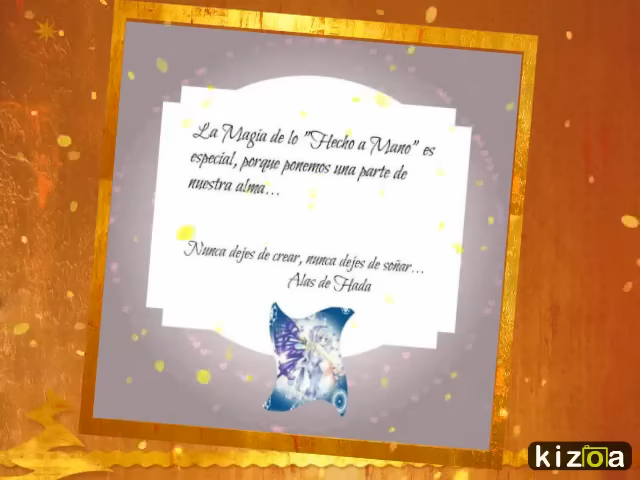 La Magia de lo "Hecho a Mano" es
especial, porque ponemos una parte de
nuestra alma...
Nunca dejes de crear, nunca dejes de soñar...
Alas de Hada
kizoa